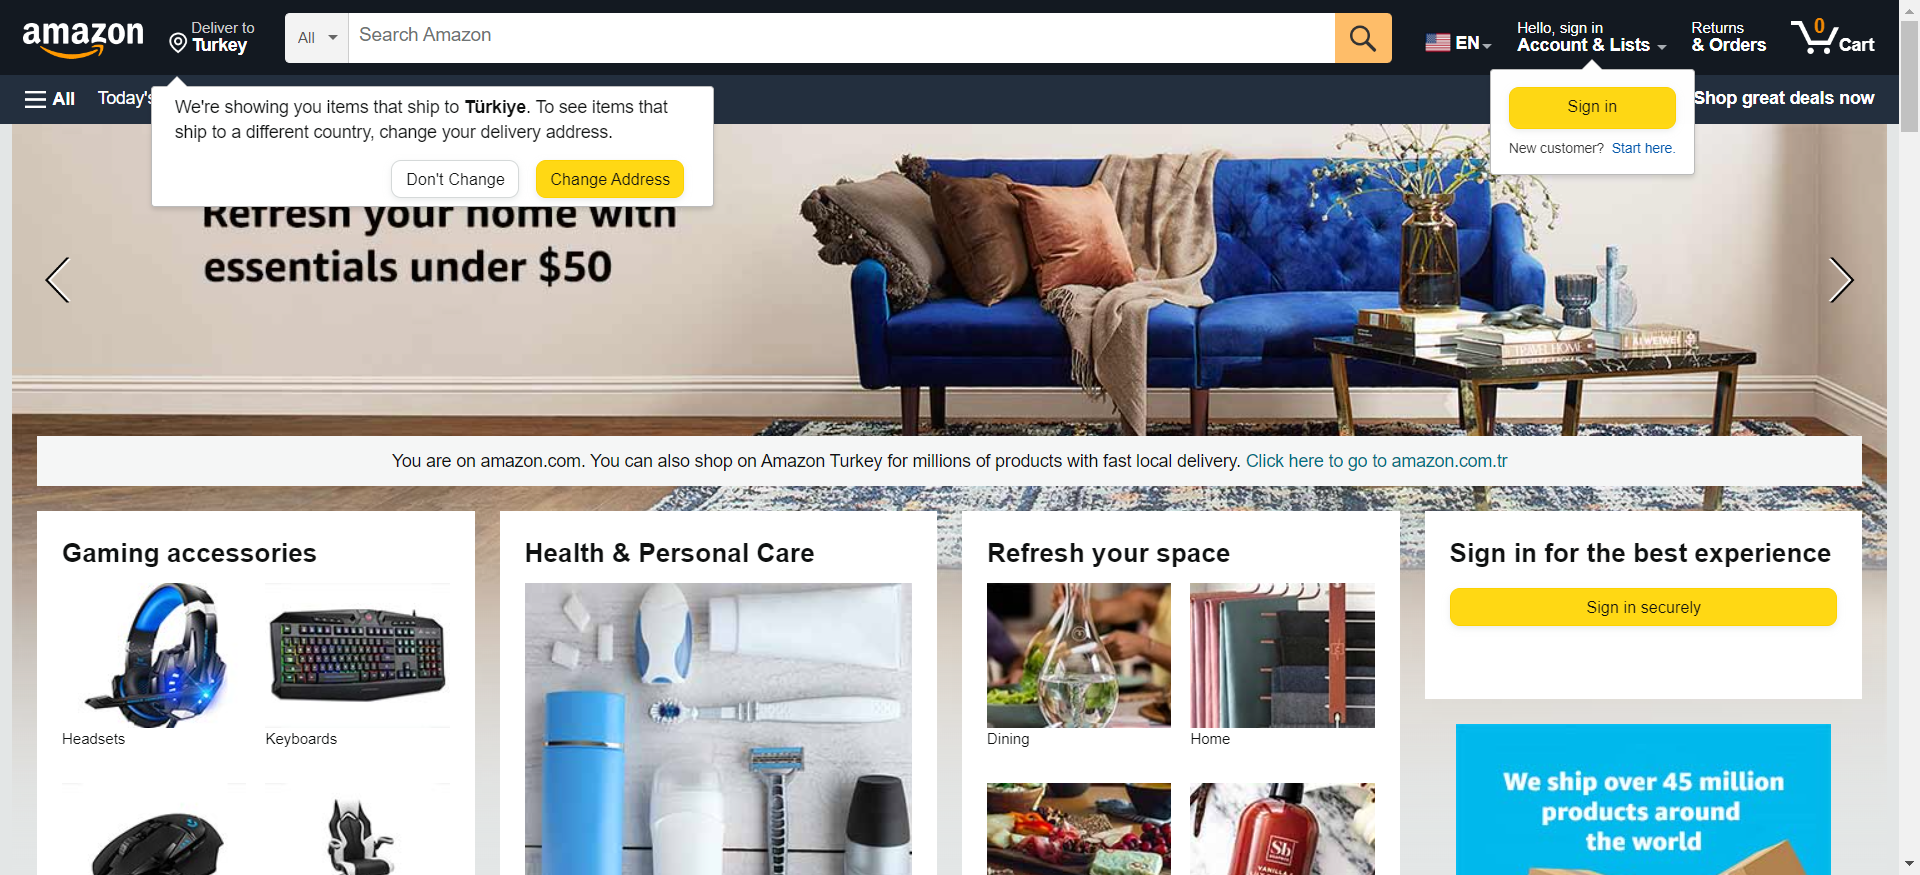 amazon
Deliver to
Turkey
All
Search Amazon
EN
Hello, sign in
Account & Lists
Returns
& Orders
0
Cart
All
Today's
Shop great deals now
We're showing you items that ship to Türkiye. To see items that
ship to a different country, change your delivery address.
Don't Change
Change Address
Sign in
New customer? Start here.
Refresh your home with
essentials under $50
AI WEIWEI
TRAVEL HOME
You are on amazon.com. You can also shop on Amazon Turkey for millions of products with fast local delivery. Click here to go to amazon.com.tr
Gaming accessories
Headsets
Keyboards
Health & Personal Care
Refresh your space
Dining
Home
Sb
VANILLA
Sign in for the best experience
Sign in securely
We ship over 45 million
products around
the world